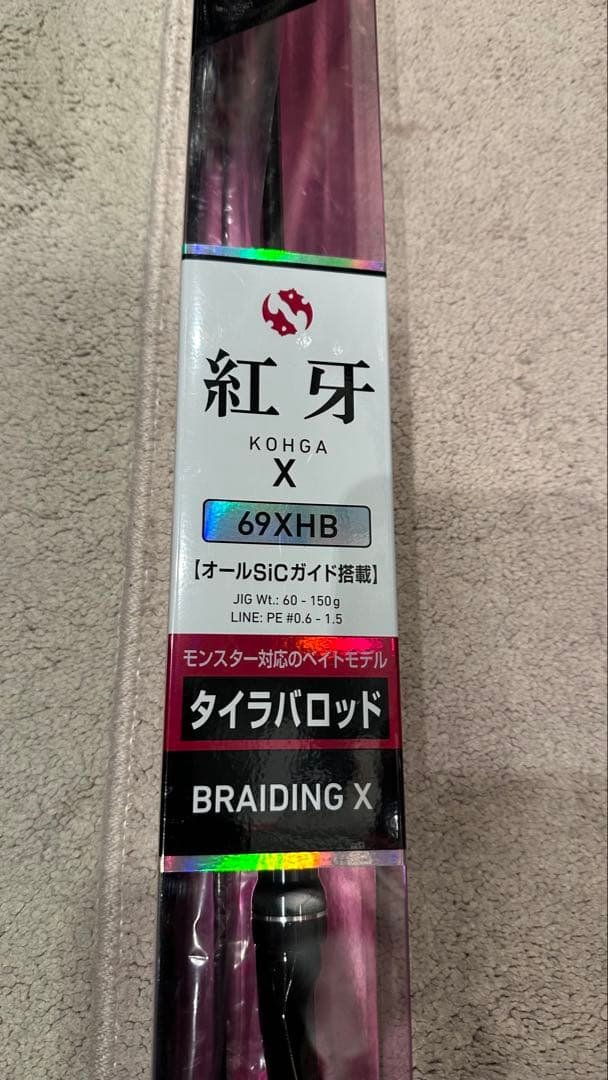 紅牙
KOHGA
X
69XHB
【オールSiCガイド搭載】
JIG Wt.: 60 - 150g
LINE: PE #0.6 - 1.5
モンスター対応のベイトモデル
タイラバロッド
BRAIDING X